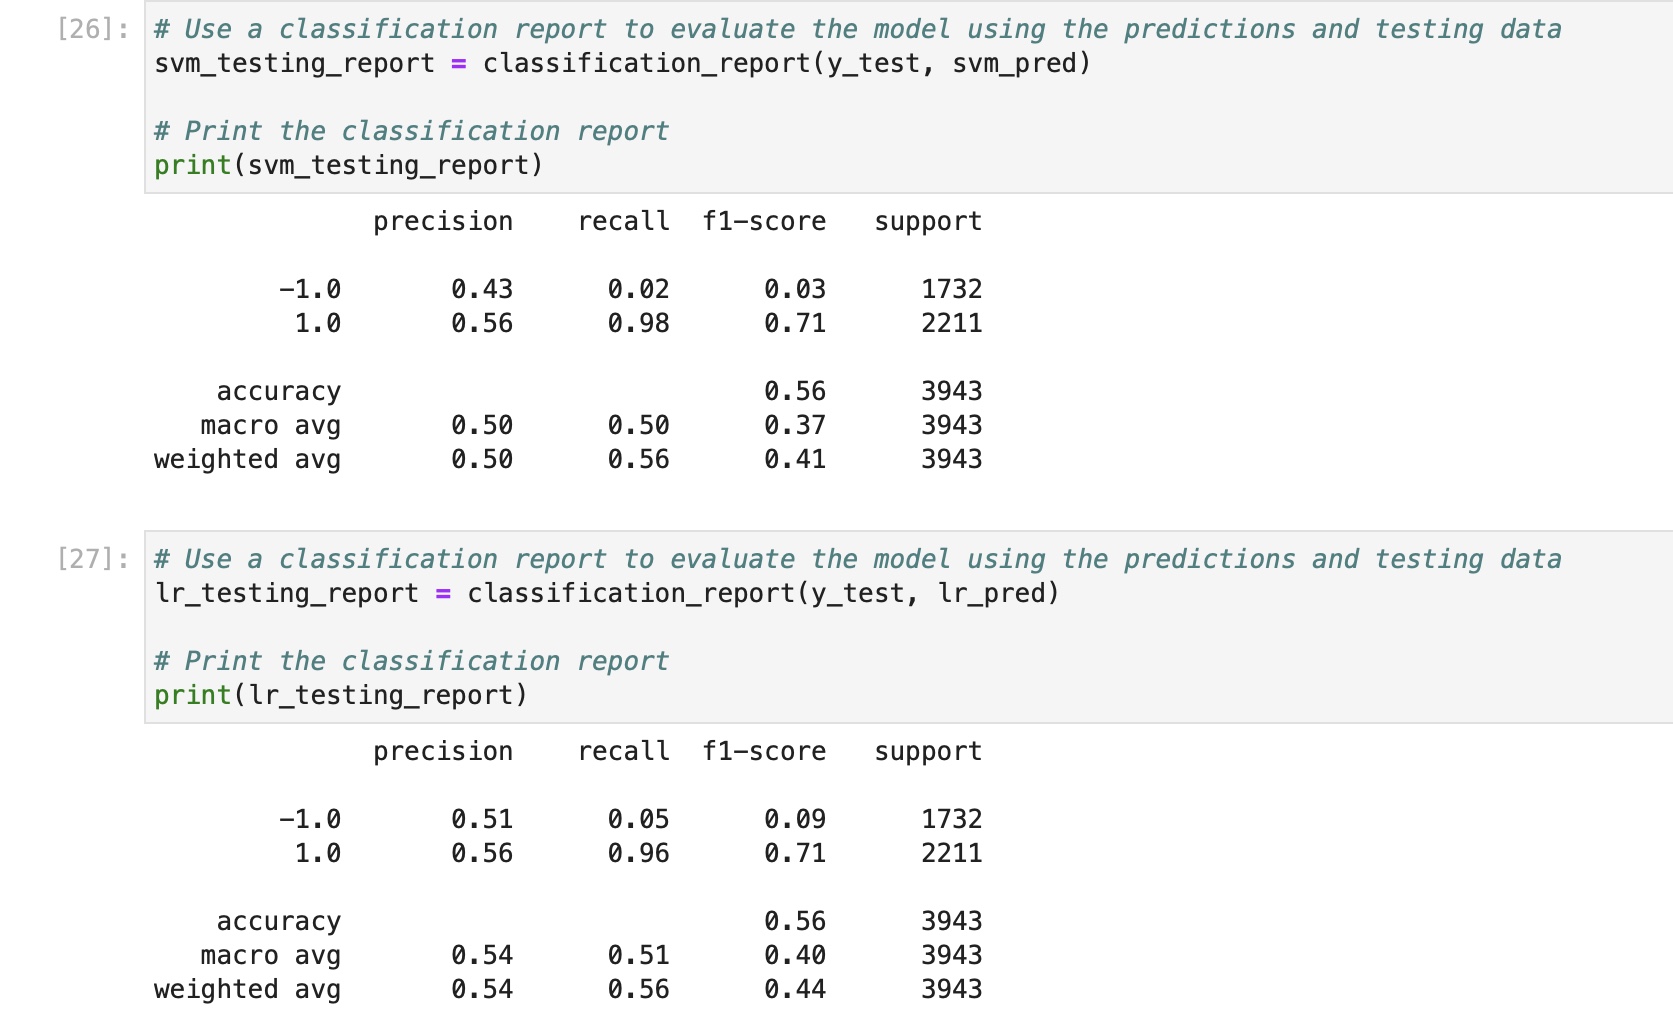 [26]: # Use a classification report to evaluate the model using the predictions and testing data
svm_testing_report = classification_report(y_test, svm_pred)
# Print the classification report
print(svm_testing_report)
precision recall f1-score support
-1.0 0.43 0.02 0.03 1732
1.0 0.56 0.98 0.71 2211
accuracy 0.56 3943
macro avg 0.50 0.50 0.37 3943
weighted avg 0.50 0.56 0.41 3943
[27]: # Use a classification report to evaluate the model using the predictions and testing data
lr_testing_report = classification_report(y_test, lr_pred)
# Print the classification report
print(lr_testing_report)
precision recall f1-score support
-1.0 0.51 0.05 0.09 1732
1.0 0.56 0.96 0.71 2211
accuracy 0.56 3943
macro avg 0.54 0.51 0.40 3943
weighted avg 0.54 0.56 0.44 3943